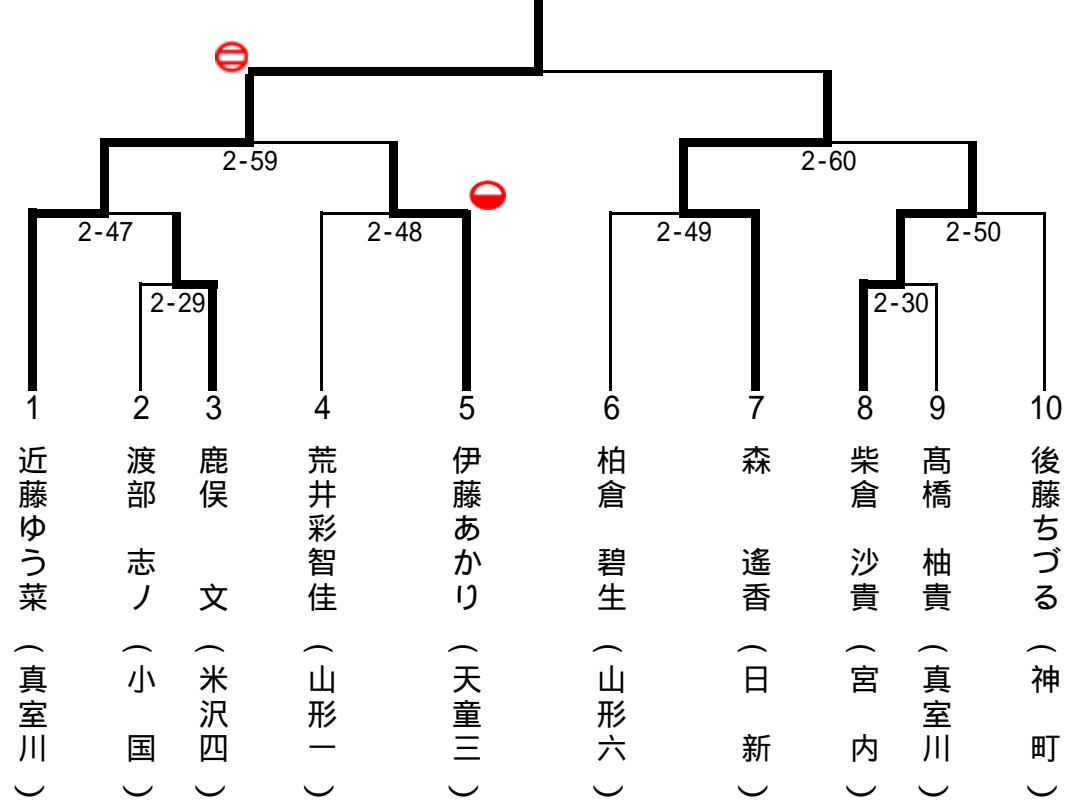 2-59
2-60
2-47
2-48
2-49
2-50
2-29
2-30
1
2
3
4
5
6
7
8
9
10
近藤ゆう菜（真室川）
渡部　志ノ（小　国）
鹿俣　　文（米沢四）
荒井彩智佳（山形一）
伊藤あかり（天童三）
柏倉　碧生（山形六）
森　　遙香（日　新）
柴倉　沙貴（宮　内）
髙橋　柚貴（真室川）
後藤ちづる（神　町）